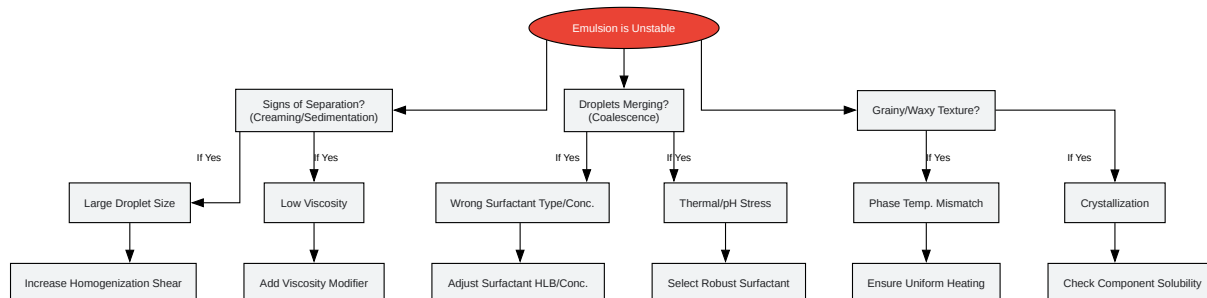 Emulsion is Unstable
Signs of Separation?
(Creaming/Sedimentation)
Droplets Merging?
(Coalescence)
Grainy/Waxy Texture?
If Yes
If Yes
If Yes
If Yes
If Yes
If Yes
Large Droplet Size
Low Viscosity
Wrong Surfactant Type/Conc.
Thermal/pH Stress
Phase Temp. Mismatch
Crystallization
Increase Homogenization Shear
Add Viscosity Modifier
Adjust Surfactant HLB/Conc.
Select Robust Surfactant
Ensure Uniform Heating
Check Component Solubility